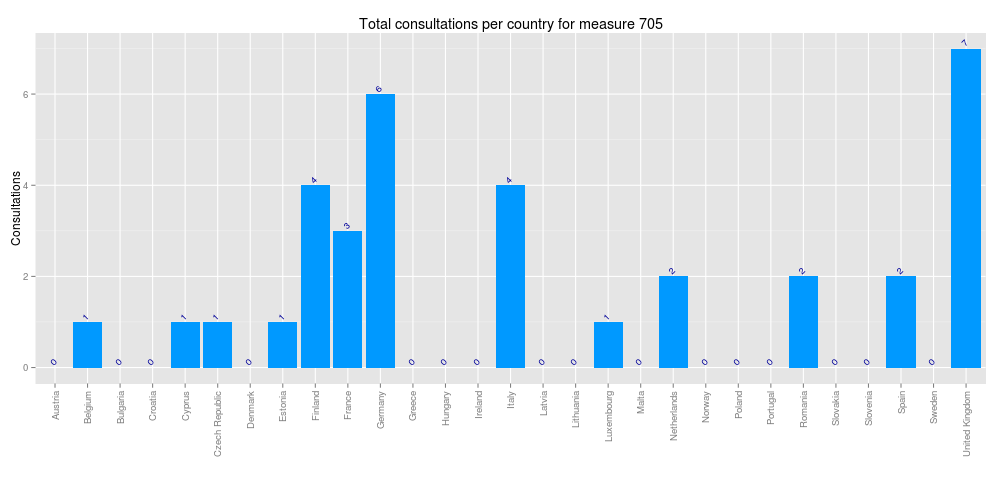 Total consultations per country for measure 705
Consultations
6
4
2
0
0 1 0 0 1 1 0 1 4 3 6 0 0 0 4 0 0 1 0 2 0 0 0 2 0 0 2 0 7
Austria
Belgium
Bulgaria
Croatia
Cyprus
Czech Republic
Denmark
Estonia
Finland
France
Germany
Greece
Hungary
Ireland
Italy
Latvia
Lithuania
Luxembourg
Malta
Netherlands
Norway
Poland
Portugal
Romania
Slovakia
Slovenia
Spain
Sweden
United Kingdom